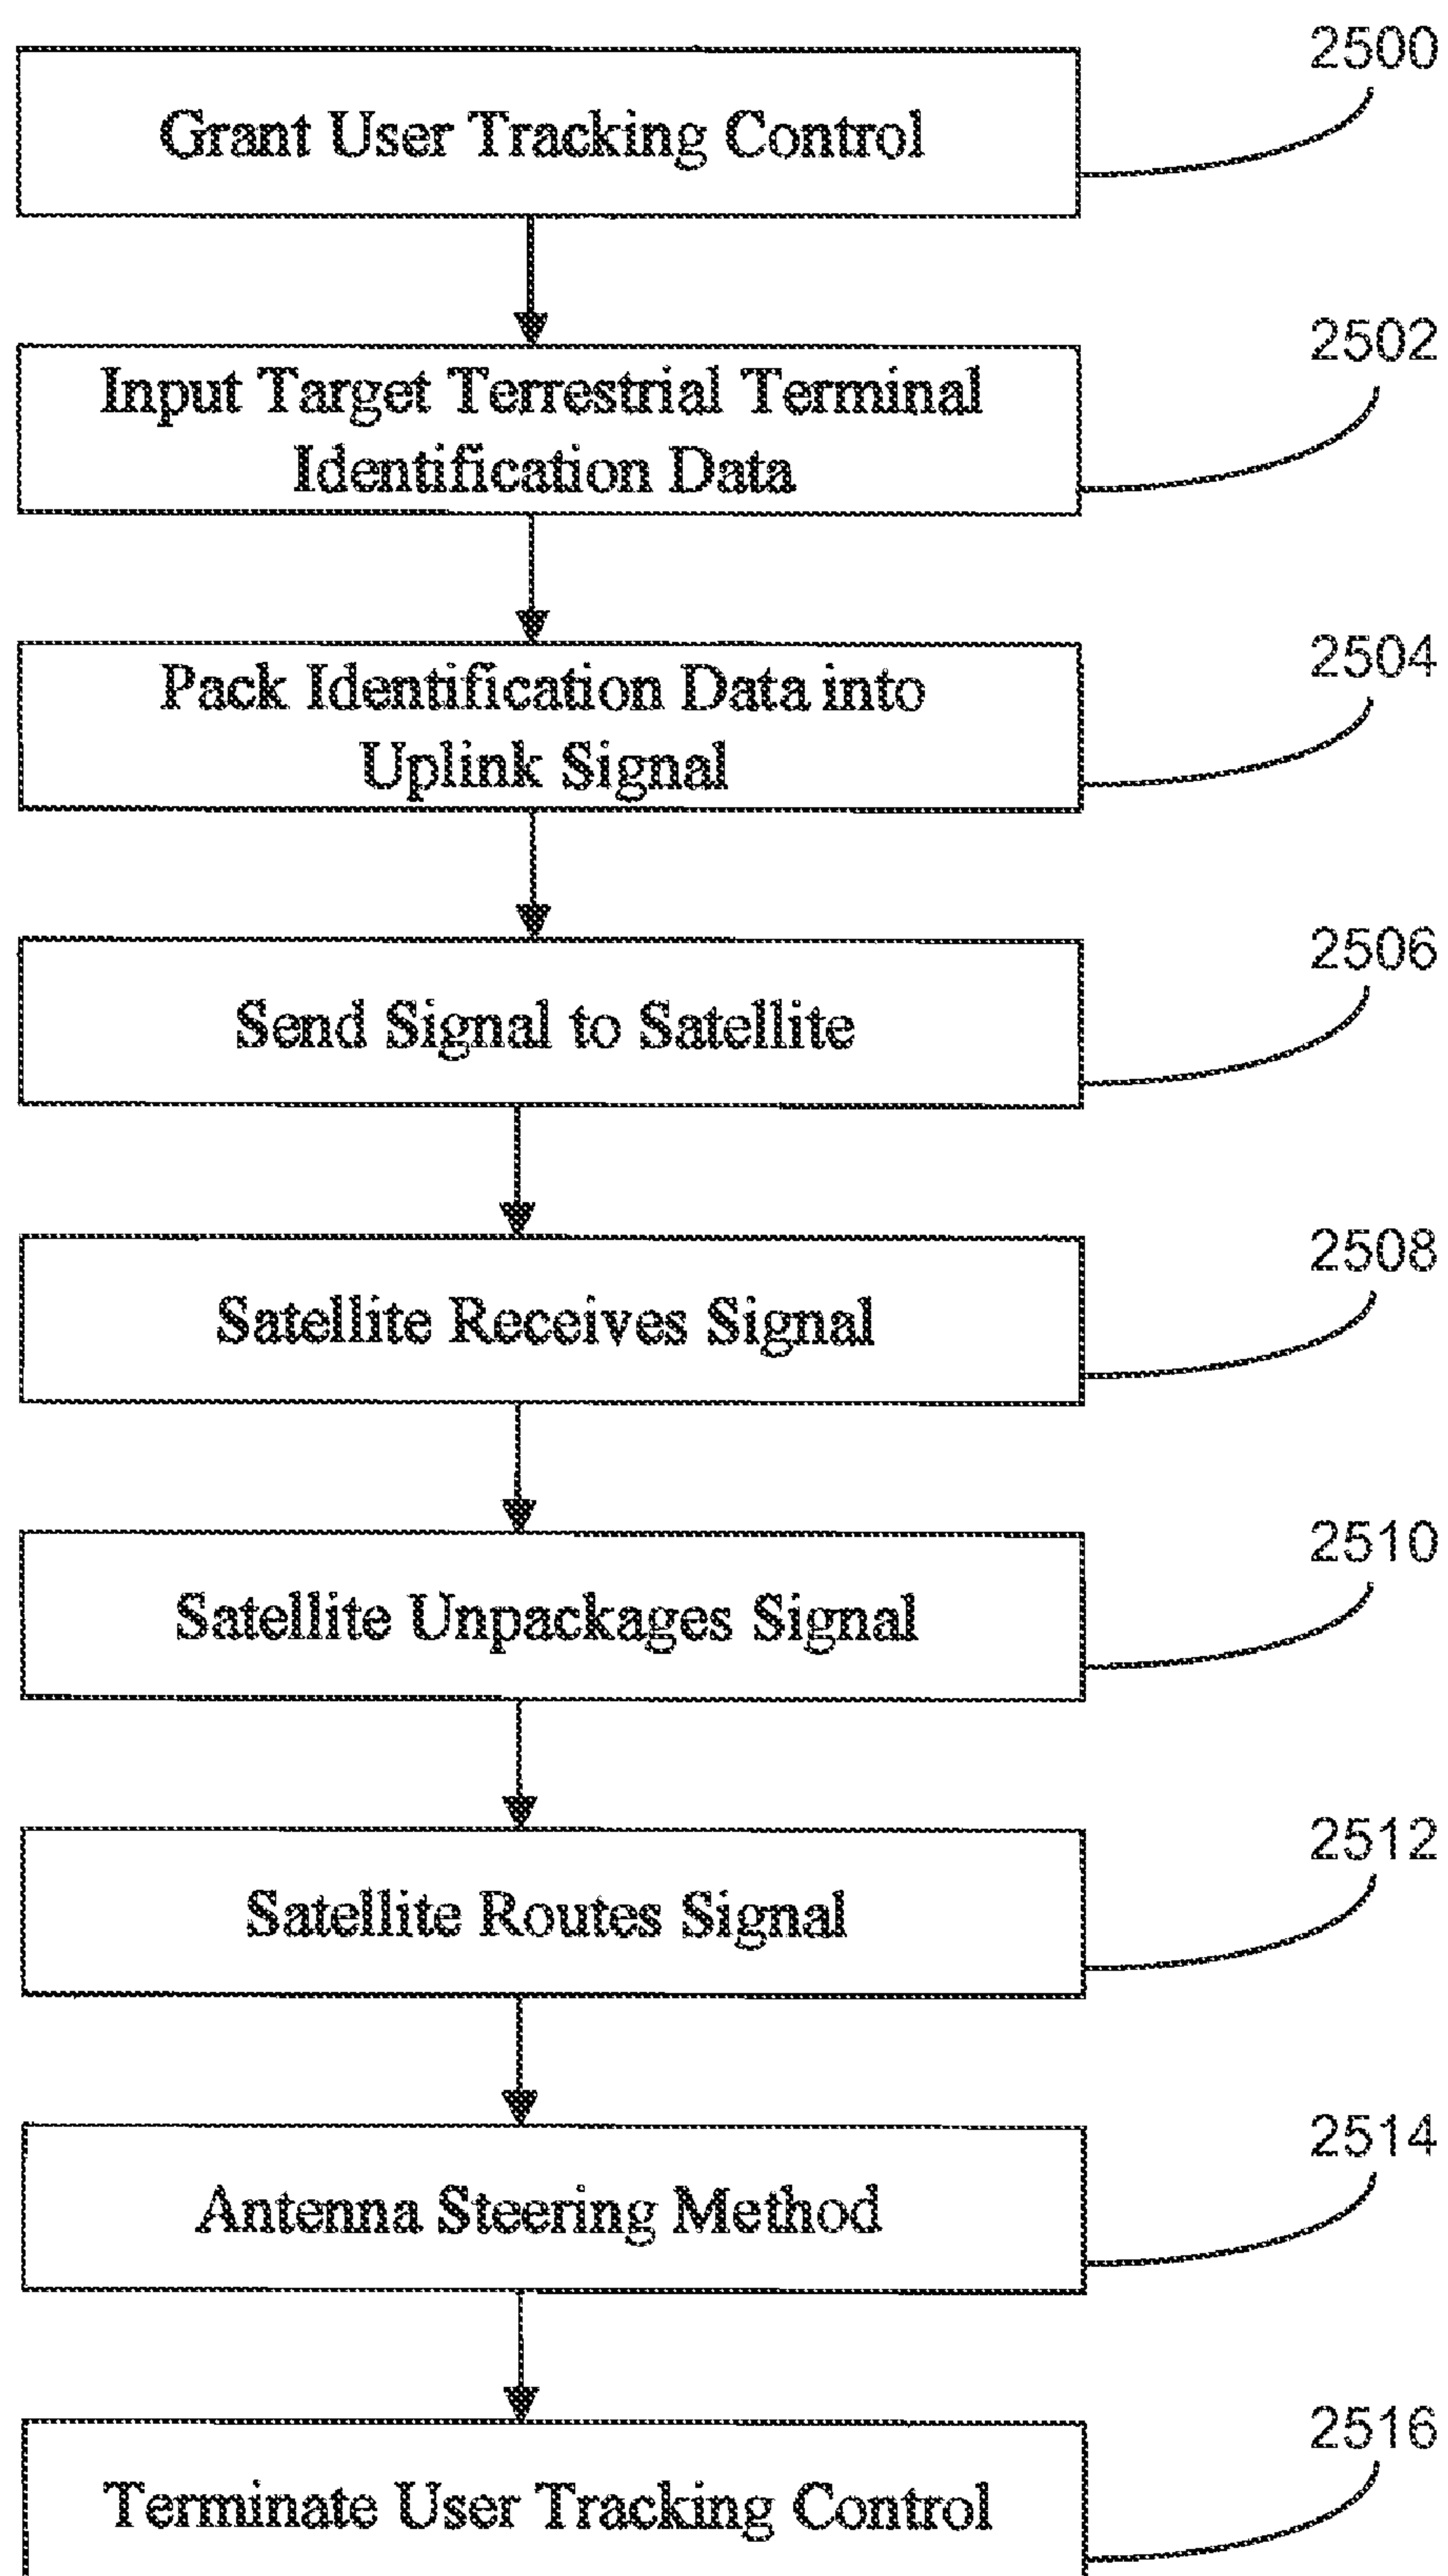 2500
Grant User Tracking Control
2502
Input Target Terrestrial Terminal
Identification Data
2504
Pack Identification Data into
Uplink Signal
2506
Send Signal to Satellite
2508
Satellite Receives Signal
2510
Satellite Unpackages Signal
2512
Satellite Routes Signal
2514
Antenna Steering Method
2516
Terminate User Tracking Control